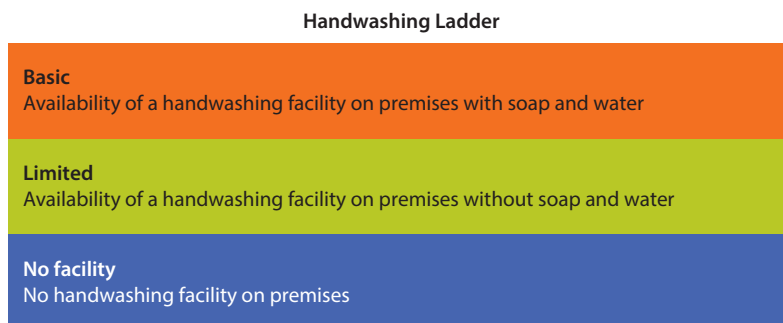 Handwashing Ladder
Basic
Availability of a handwashing facility on premises with soap and water
Limited
Availability of a handwashing facility on premises without soap and water
No facility
No handwashing facility on premises